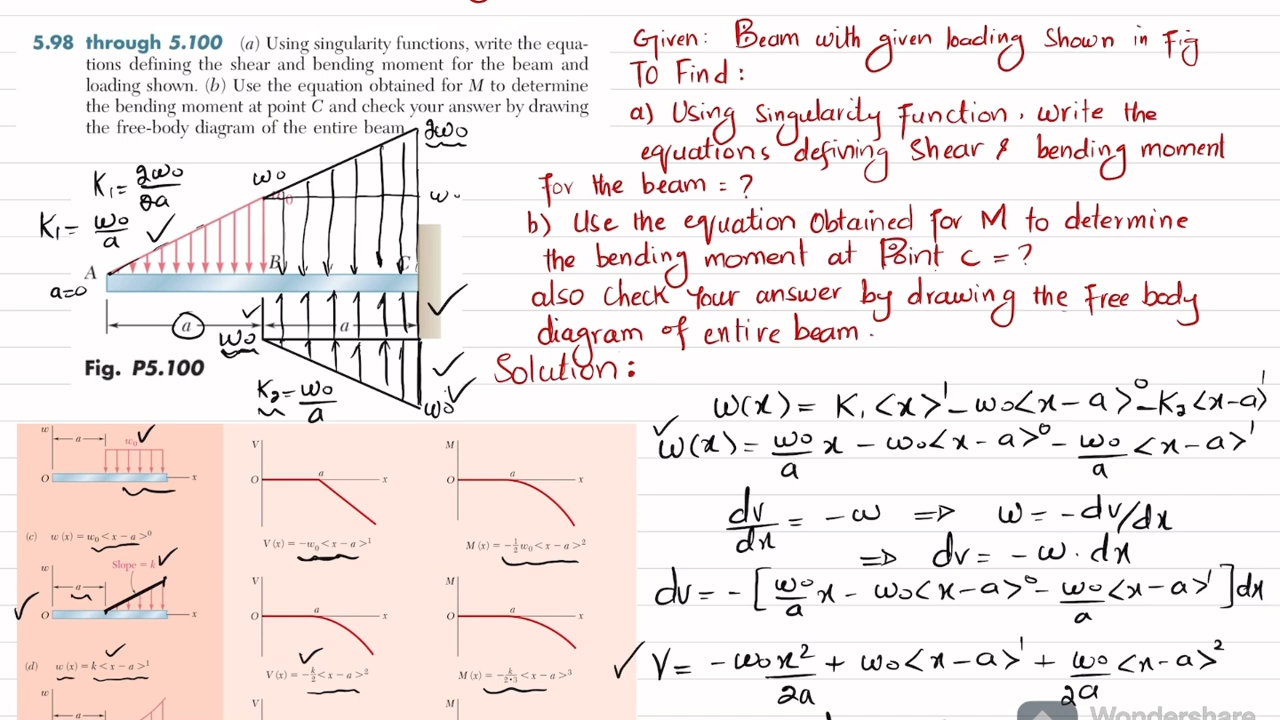 5.98 through 5.100 (a) Using singularity functions, write the equa-
tions defining the shear and bending moment for the beam and
loading shown. (b) Use the equation obtained for M to determine
the bending moment at point C and check your answer by drawing
the free-body diagram of the entire beam.
2w₀
K₁ = 2w₀/2a
w₀
w₀
K₁ = w₀/a
A
B
C
a=0
a
a
w₀
Fig. P5.100
K₂ = w₀/a
w₀
Given: Beam with given loading Shown in Fig
To Find:
a) Using Singularity Function, write the
equations defining Shear & bending moment
for the beam = ?
b) Use the equation Obtained for M to determine
the bending moment at Point C = ?
also Check Your answer by drawing the Free body
diagram of entire beam.
Solution:
w(x) = K₁<x>¹ - w₀<x-a>⁰ - K₂<x-a>¹
w(x) = w₀/a x - w₀<x-a>⁰ - w₀/a <x-a>¹
dv/dx = -w ⇒ w = -dv/dx
⇒ dv = -w.dx
dv = -[w₀/a x - w₀<x-a>⁰ - w₀/a <x-a>¹]dx
V = -w₀x²/2a + w₀<x-a>¹ + w₀/2a <x-a>²
w
a
w₀
O
x
V
O
a
x
M
O
a
x
(c) w (x) = w₀ <x − a>⁰
V (x) = −w₀ <x − a>¹
M (x) = −½ w₀ <x − a>²
w
Slope = k
a
O
x
V
O
a
x
M
O
a
x
(d) w (x) = k <x − a>¹
V (x) = −k/2 <x − a>²
M (x) = −k/2·3 <x − a>³
w
a
V
M
Wondershare